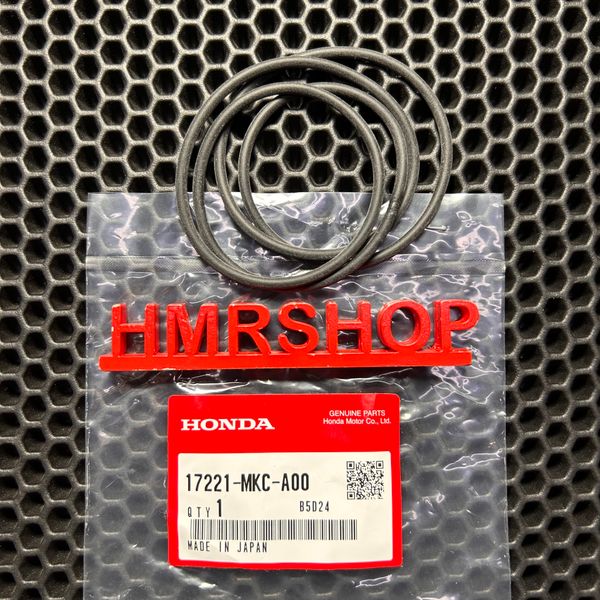 HMRSHOP
HONDA
GENUINE PARTS
Honda Motor Co., Ltd.
17221-MKC-A00
QTY 1 B5D24
MADE IN JAPAN